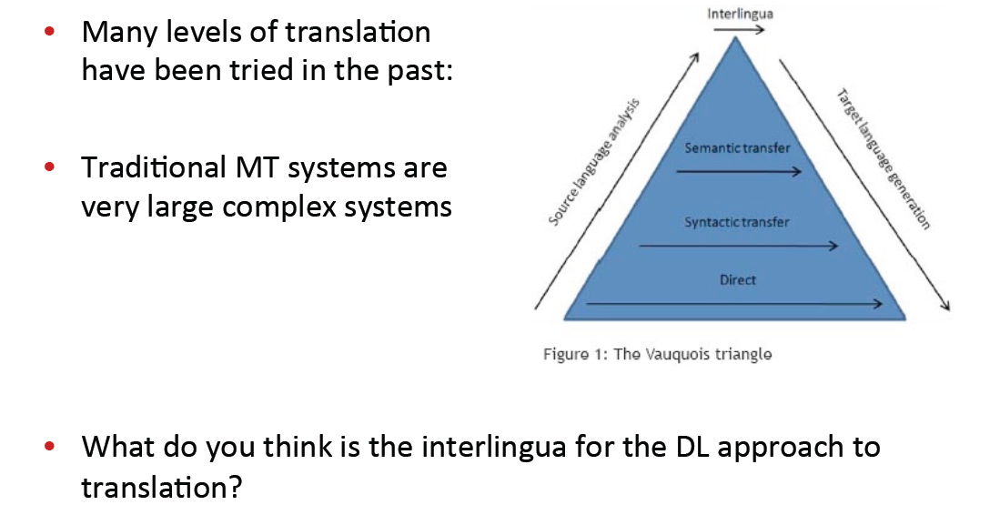 • Many levels of translation
have been tried in the past:
• Traditional MT systems are
very large complex systems
Interlingua
Source language analysis
Target language generation
Semantic transfer
Syntactic transfer
Direct
Figure 1: The Vauquois triangle
• What do you think is the interlingua for the DL approach to
translation?